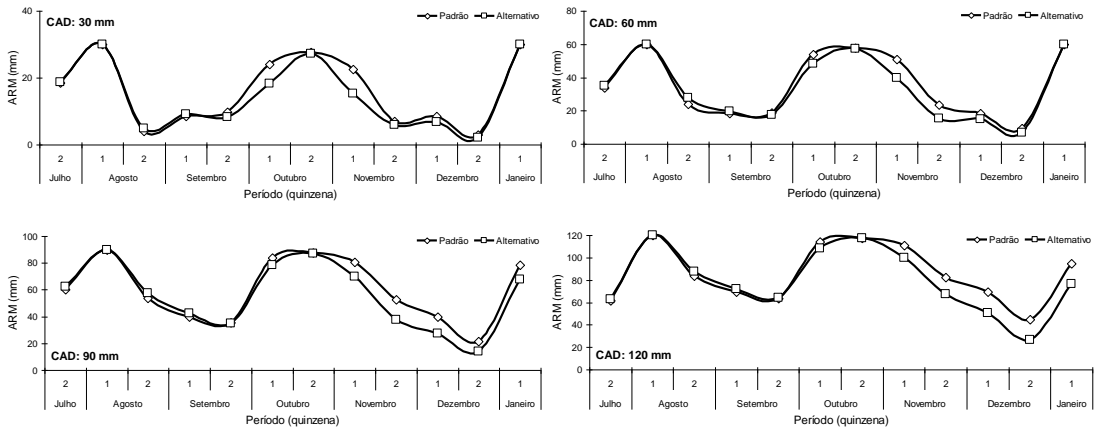 CAD: 30 mm
Padrão Alternativo
ARM (mm)
40
20
0
2 1 2 1 2 1 2 1 2 1 2 1
Julho Agosto Setembro Outubro Novembro Dezembro Janeiro
Período (quinzena)
CAD: 60 mm
Padrão Alternativo
ARM (mm)
80
60
40
20
0
2 1 2 1 2 1 2 1 2 1 2 1
Julho Agosto Setembro Outubro Novembro Dezembro Janeiro
Período (quinzena)
Padrão Alternativo
ARM (mm)
100
80
60
40
20
0
CAD: 90 mm
2 1 2 1 2 1 2 1 2 1 2 1
Julho Agosto Setembro Outubro Novembro Dezembro Janeiro
Período (quinzena)
Padrão Alternativo
ARM (mm)
120
100
80
60
40
20
0
CAD: 120 mm
2 1 2 1 2 1 2 1 2 1 2 1
Julho Agosto Setembro Outubro Novembro Dezembro Janeiro
Período (quinzena)